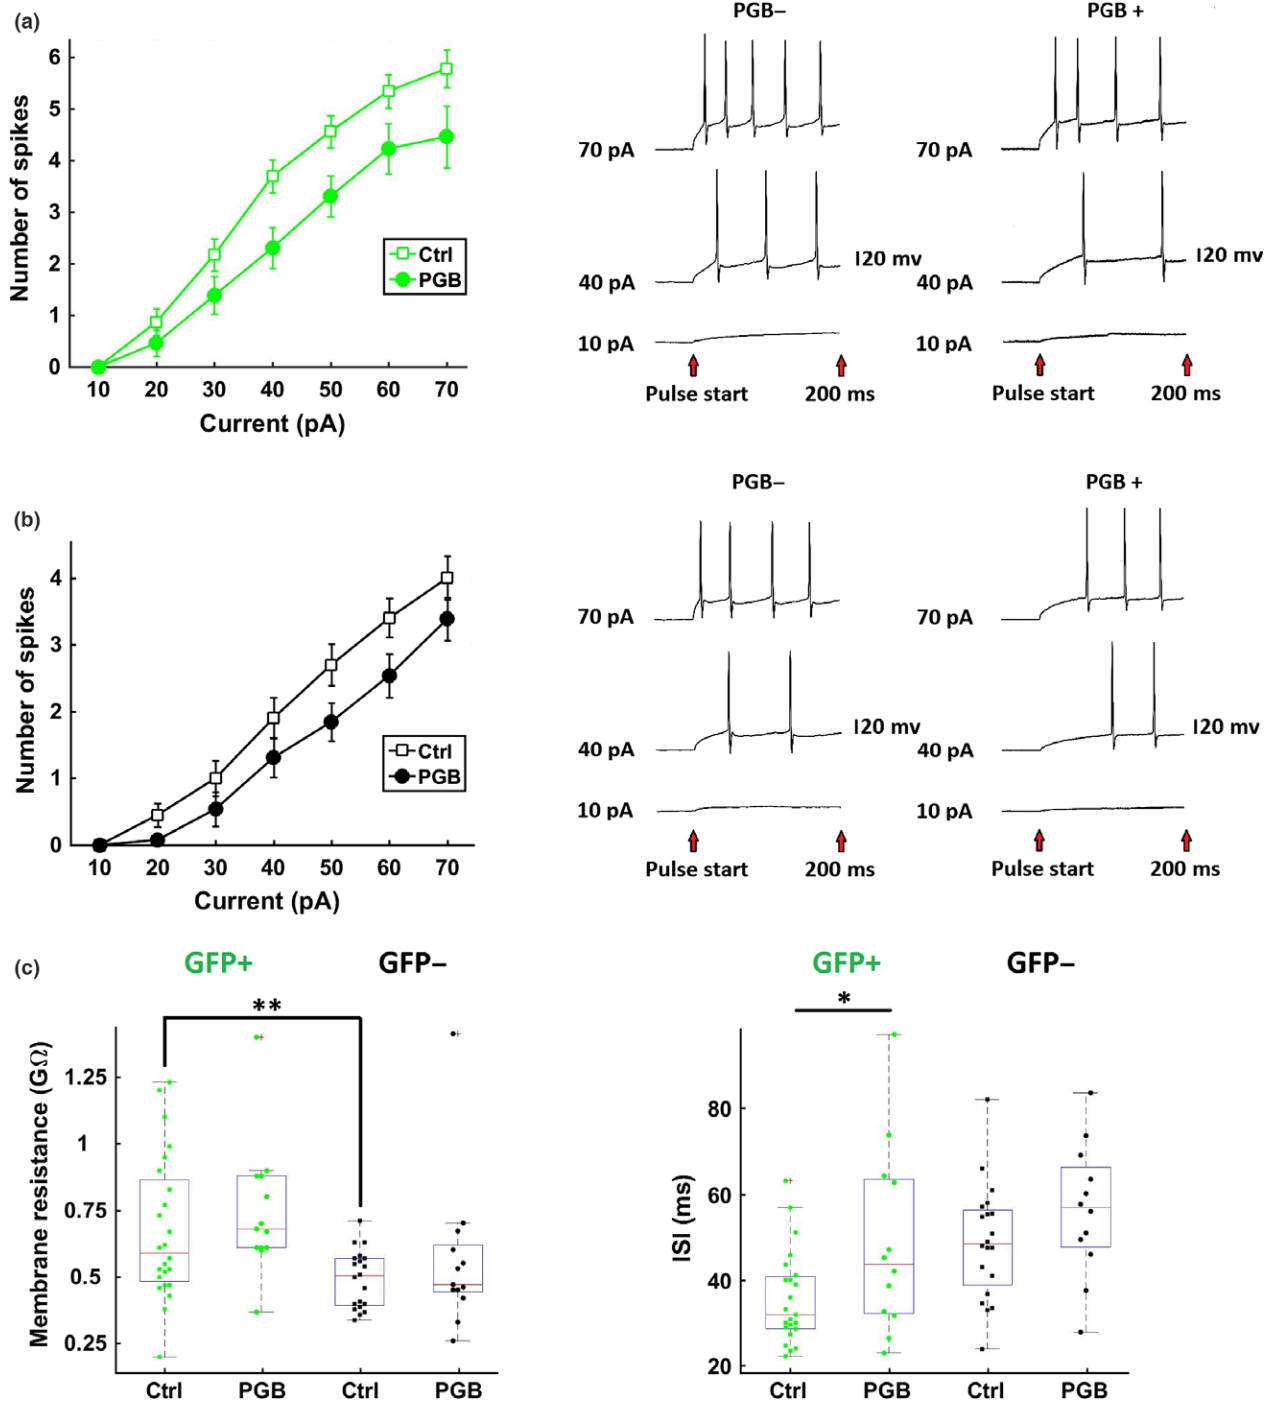 (a)
PGB–
PGB +
6
5
4
3
2
1
0
Number of spikes
10 20 30 40 50 60 70
Current (pA)
Ctrl
PGB
70 pA
40 pA
10 pA
I20 mv
Pulse start
200 ms
70 pA
40 pA
10 pA
I20 mv
Pulse start
200 ms
(b)
PGB–
PGB +
4
3
2
1
0
Number of spikes
10 20 30 40 50 60 70
Current (pA)
Ctrl
PGB
70 pA
40 pA
10 pA
I20 mv
Pulse start
200 ms
70 pA
40 pA
10 pA
I20 mv
Pulse start
200 ms
(c)
GFP+
GFP–
**
Membrane resistance (GΩ)
1.25
1
0.75
0.5
0.25
Ctrl PGB Ctrl PGB
GFP+
GFP–
*
ISI (ms)
80
60
40
20
Ctrl PGB Ctrl PGB